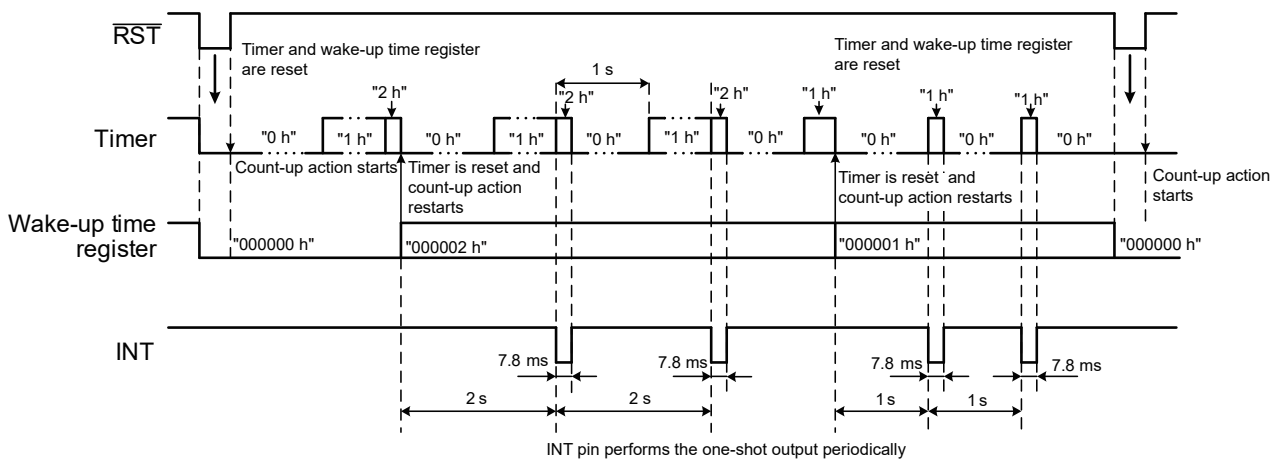 RST
Timer and wake-up time register
are reset
Timer and wake-up time register
are reset
1 s
"2 h"
"2 h"
"2 h"
"1 h"
"1 h"
"1 h"
Timer
"0 h"
"1 h"
"0 h"
"1 h"
"0 h"
"1 h"
"0 h"
"0 h"
"0 h"
"0 h"
Count-up action starts
Timer is reset and
count-up action
restarts
Timer is reset and
count-up action restarts
Count-up action
starts
Wake-up time
register
"000000 h"
"000002 h"
"000001 h"
"000000 h"
INT
7.8 ms
7.8 ms
7.8 ms
7.8 ms
2 s
2 s
1 s
1 s
INT pin performs the one-shot output periodically